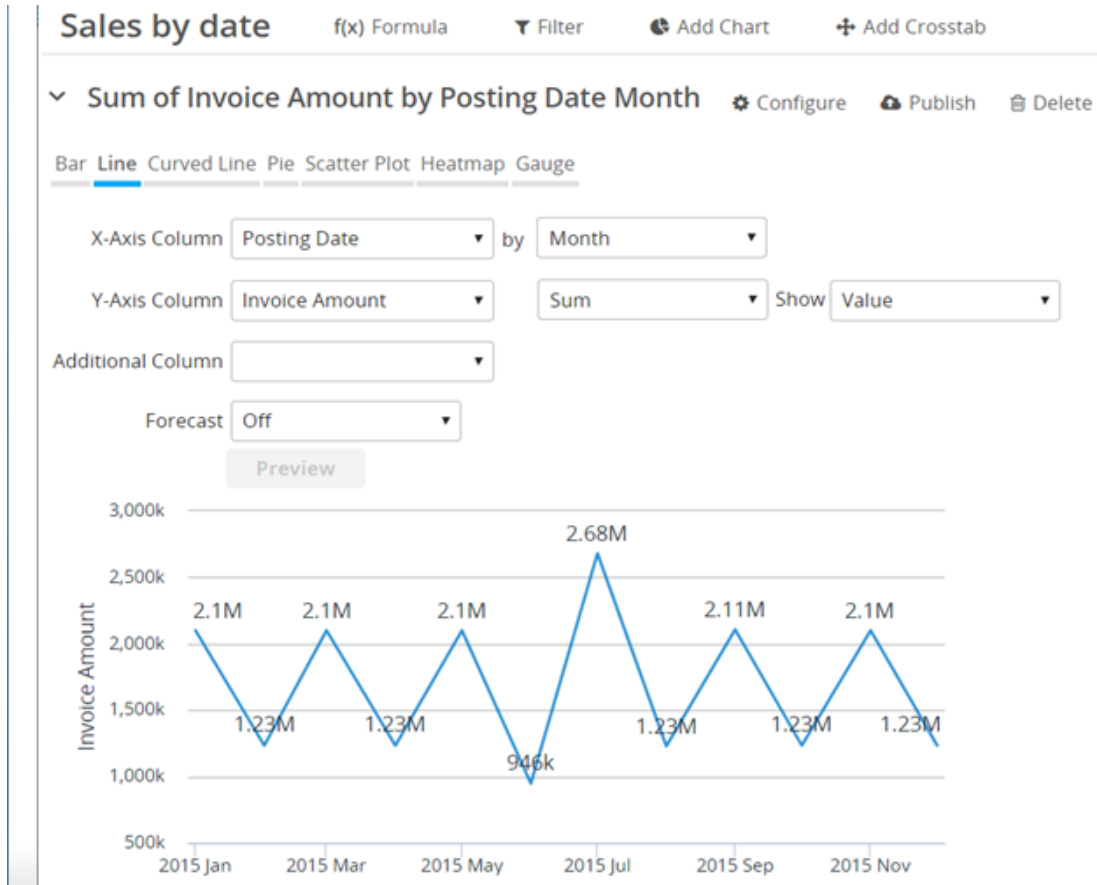 Sales by date f(x) Formula Filter Add Chart Add Crosstab
Sum of Invoice Amount by Posting Date Month Configure Publish Delete
Bar Line Curved Line Pie Scatter Plot Heatmap Gauge
X-Axis Column Posting Date by Month
Y-Axis Column Invoice Amount Sum Show Value
Additional Column
Forecast Off
Preview
3,000k
2.68M
2,500k
2.1M 2.1M 2.1M 2.11M 2.1M
2,000k
Invoice Amount
1,500k
1.23M 1.23M 1.23M 1.23M 1.23M
946k
1,000k
500k
2015 Jan 2015 Mar 2015 May 2015 Jul 2015 Sep 2015 Nov